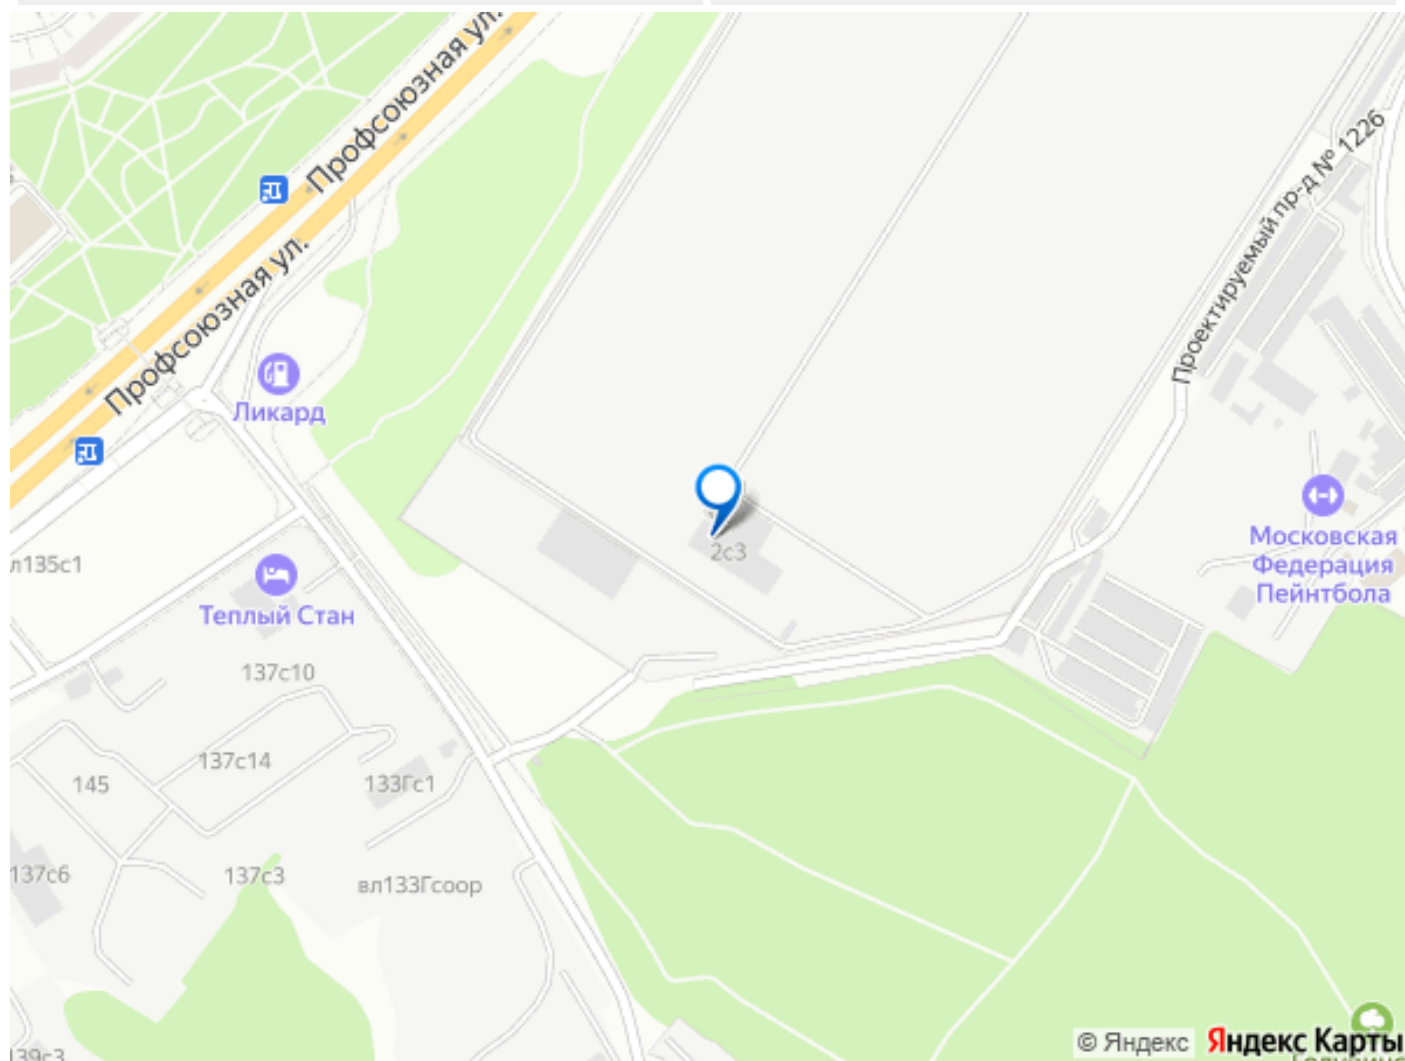 Профсоюзная ул.
Проектируемый пр-д № 1226
Профсоюзная ул.
Ликард
Московская
Федерация
Пейнтбола
2с3
л135с1
Теплый Стан
137с10
137с14
145
133Гс1
137с6
137с3
вл133Гсоор
139с3
© Яндекс Яндекс Карты